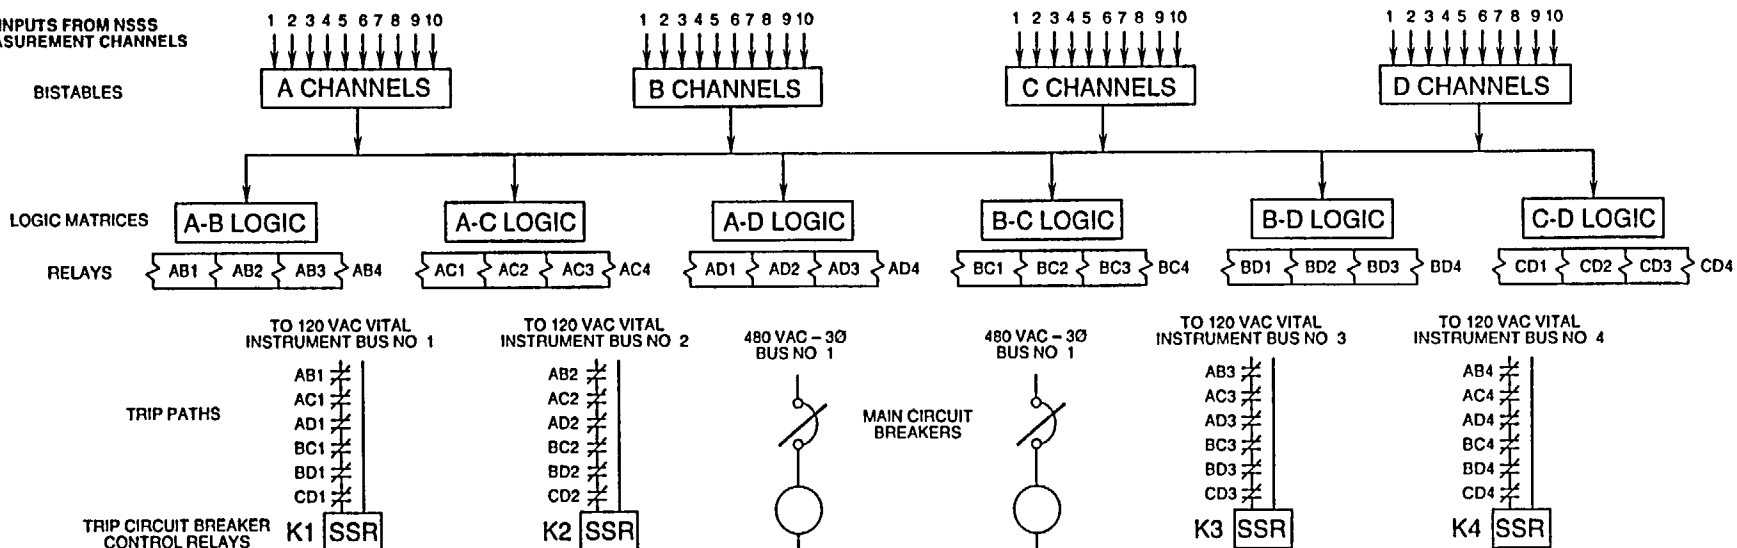 INPUTS FROM NSSS
ASUREMENT CHANNELS
1 2 3 4 5 6 7 8 9 10
1 2 3 4 5 6 7 8 9 10
1 2 3 4 5 6 7 8 9 10
1 2 3 4 5 6 7 8 9 10
BISTABLES
A CHANNELS
B CHANNELS
C CHANNELS
D CHANNELS
LOGIC MATRICES
A-B LOGIC
A-C LOGIC
A-D LOGIC
B-C LOGIC
B-D LOGIC
C-D LOGIC
RELAYS
AB1 AB2 AB3 AB4
AC1 AC2 AC3 AC4
AD1 AD2 AD3 AD4
BC1 BC2 BC3 BC4
BD1 BD2 BD3 BD4
CD1 CD2 CD3 CD4
TO 120 VAC VITAL
INSTRUMENT BUS NO 1
TO 120 VAC VITAL
INSTRUMENT BUS NO 2
480 VAC – 3Ø
BUS NO 1
480 VAC – 3Ø
BUS NO 1
TO 120 VAC VITAL
INSTRUMENT BUS NO 3
TO 120 VAC VITAL
INSTRUMENT BUS NO 4
TRIP PATHS
AB1
AC1
AD1
BC1
BD1
CD1
AB2
AC2
AD2
BC2
BD2
CD2
MAIN CIRCUIT
BREAKERS
AB3
AC3
AD3
BC3
BD3
CD3
AB4
AC4
AD4
BC4
BD4
CD4
TRIP CIRCUIT BREAKER
CONTROL RELAYS
K1 SSR
K2 SSR
K3 SSR
K4 SSR